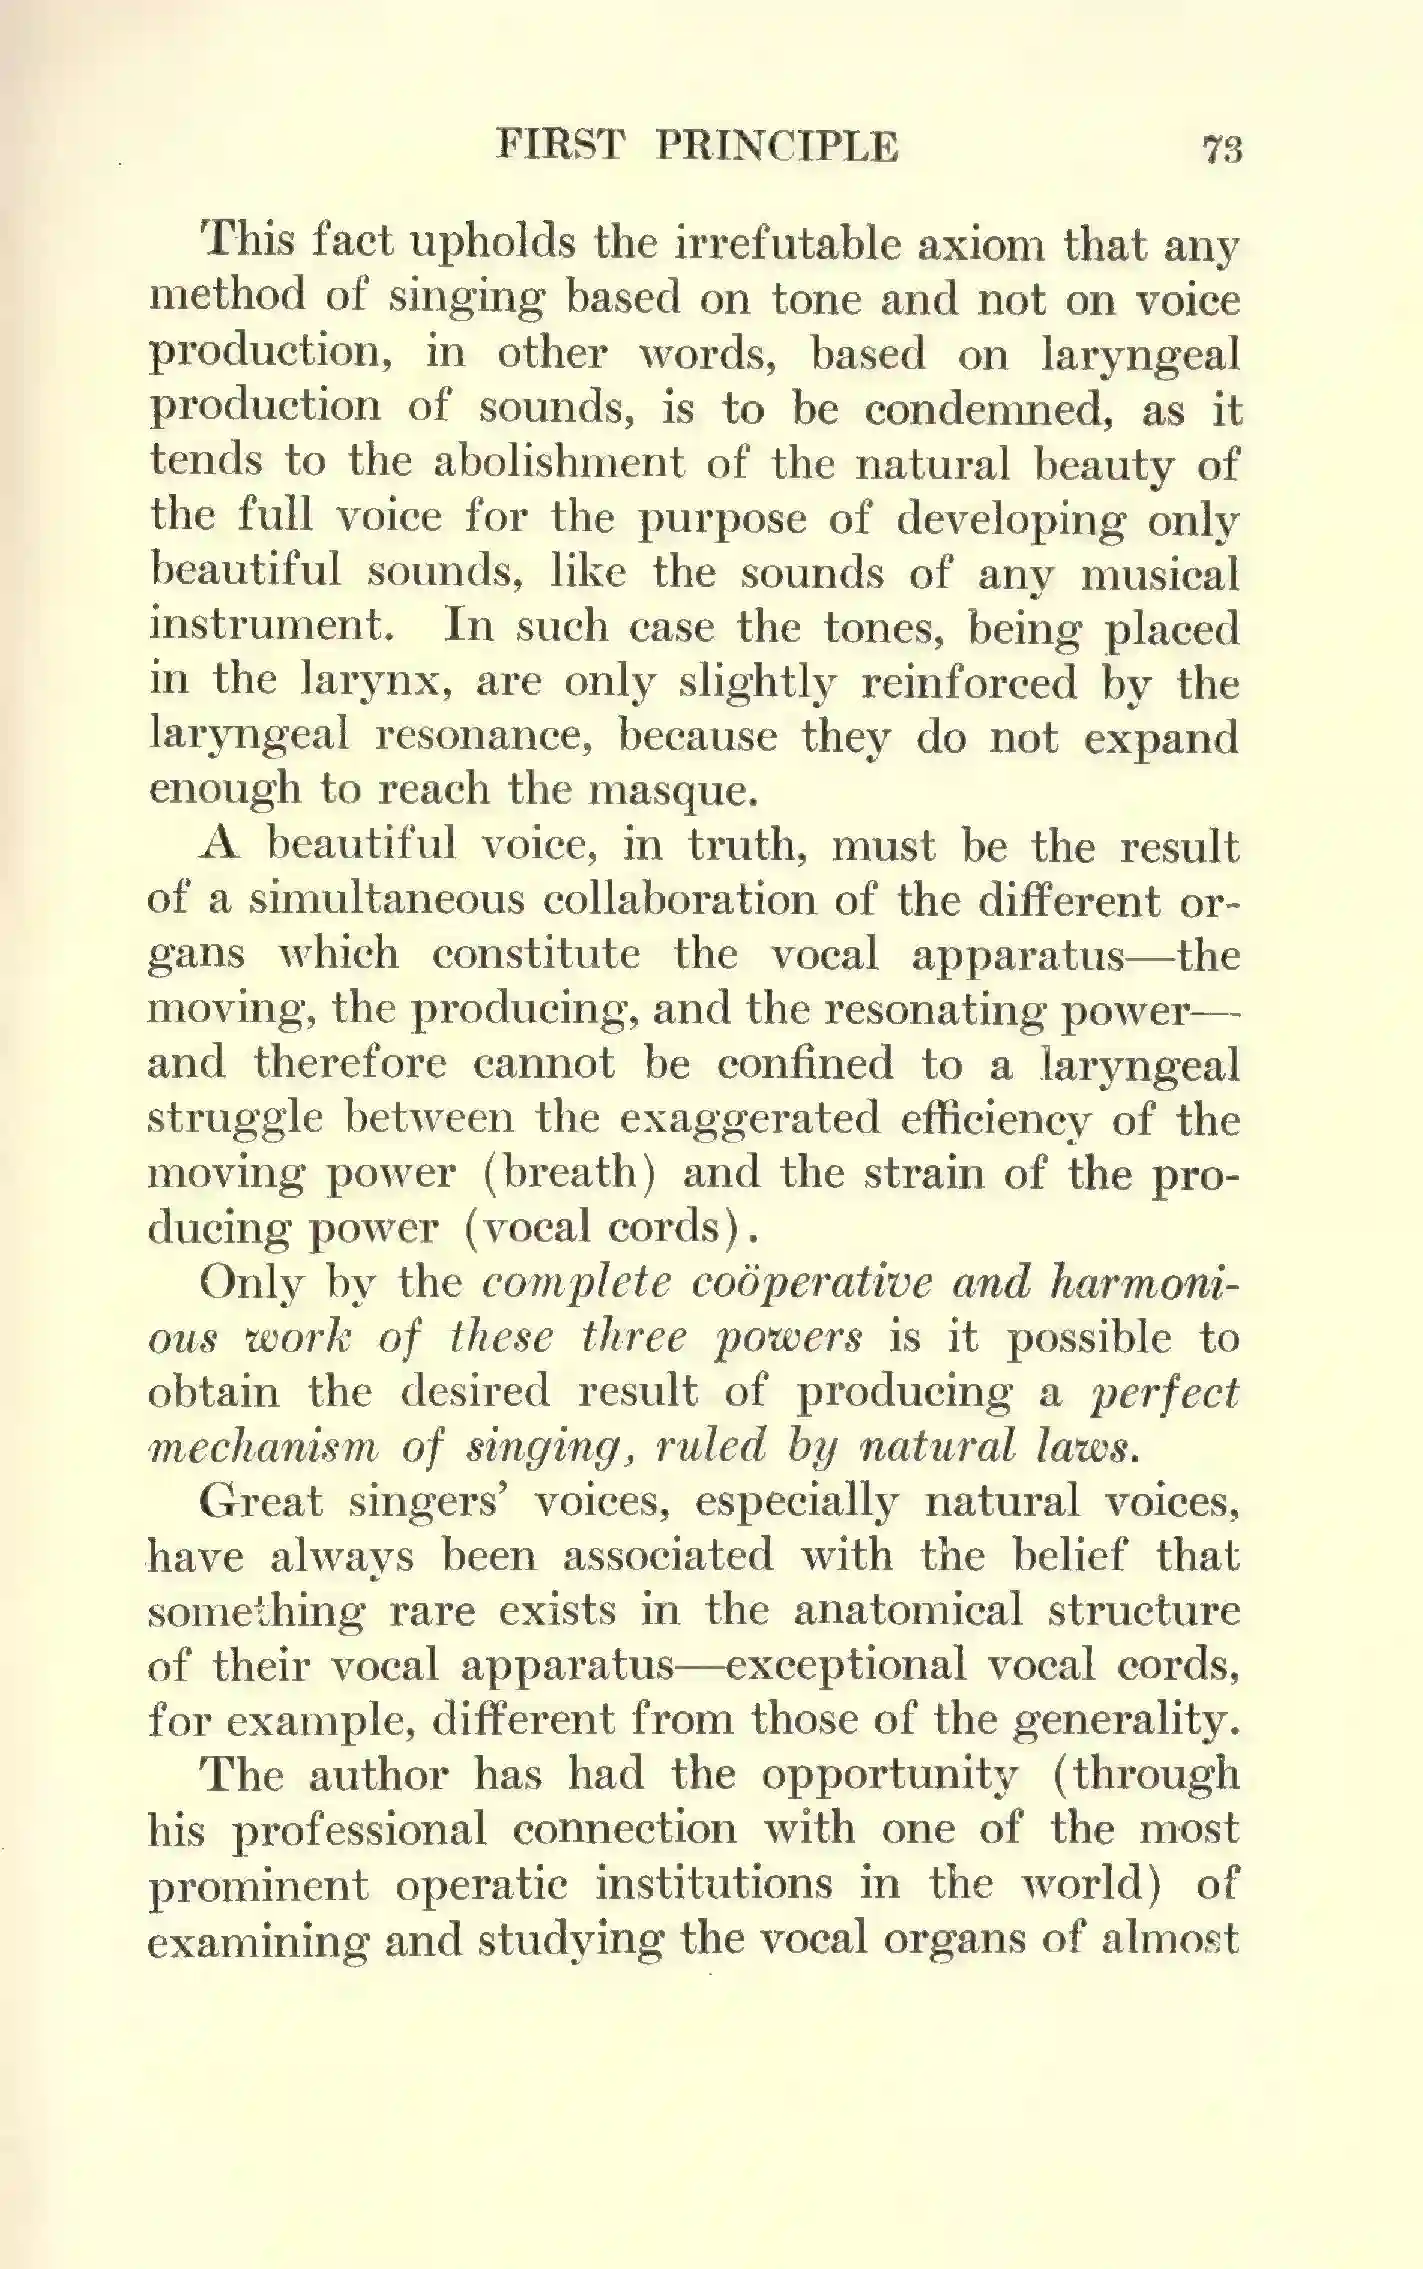 FIRST PRINCIPLE 73
This fact upholds the irrefutable axiom that any
method of singing based on tone and not on voice
production, in other words, based on laryngeal
production of sounds, is to be condemned, as it
tends to the abolishment of the natural beauty of
the full voice for the purpose of developing only
beautiful sounds, like the sounds of any musical
instrument. In such case the tones, being placed
in the larynx, are only slightly reinforced by the
laryngeal resonance, because they do not expand
enough to reach the masque.
A beautiful voice, in truth, must be the result
of a simultaneous collaboration of the different or-
gans which constitute the vocal apparatus—the
moving, the producing, and the resonating power—
and therefore cannot be confined to a laryngeal
struggle between the exaggerated efficiency of the
moving power (breath) and the strain of the pro-
ducing power (vocal cords).
Only by the complete coöperative and harmoni-
ous work of these three powers is it possible to
obtain the desired result of producing a perfect
mechanism of singing, ruled by natural laws.
Great singers’ voices, especially natural voices,
have always been associated with the belief that
something rare exists in the anatomical structure
of their vocal apparatus—exceptional vocal cords,
for example, different from those of the generality.
The author has had the opportunity (through
his professional connection with one of the most
prominent operatic institutions in the world) of
examining and studying the vocal organs of almost